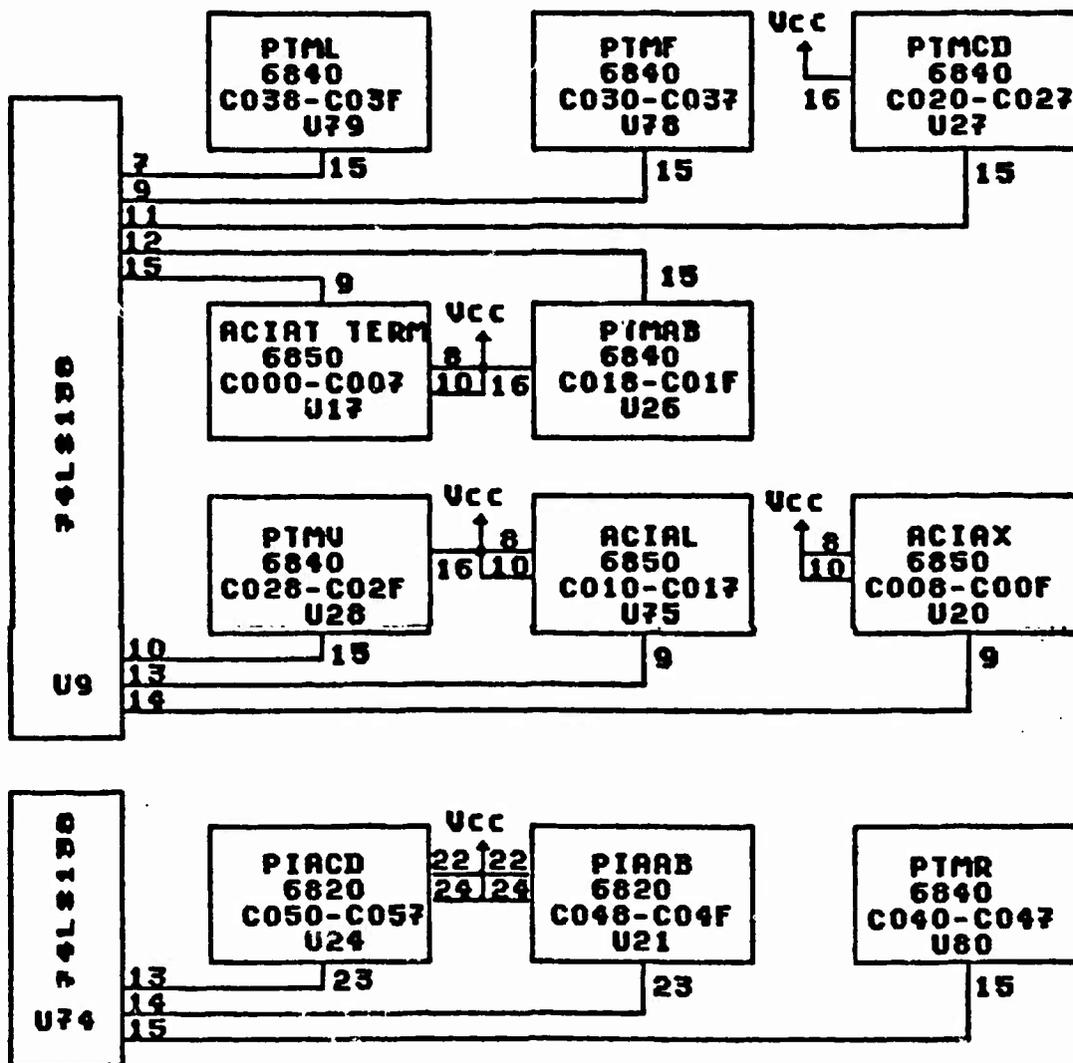 PTML
6840
C038-C03F
U79
PTMF
6840
C030-C037
U78
Vcc
16
PTMCD
6840
C020-C027
U27
7
15
15
15
9
11
12
15
9
15
ACIAT TERM
6850
C000-C007
U17
Vcc
8
10
16
PTMAB
6840
C018-C01F
U26
74LS138
U9
PTMV
6840
C028-C02F
U28
Vcc
16
8
10
ACIAL
6850
C010-C017
U75
Vcc
8
10
ACIAX
6850
C008-C00F
U20
10
15
9
9
13
14
74LS138
U74
PIACD
6820
C050-C057
U24
Vcc
22 22
24 24
PIAAB
6820
C048-C04F
U21
PTMR
6840
C040-C047
U80
13
23
23
15
14
15